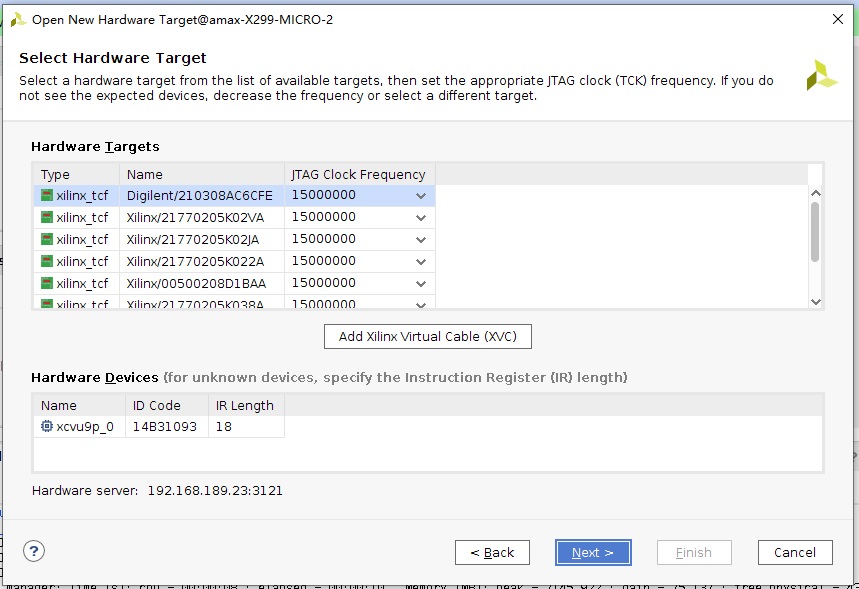 Open New Hardware Target@amax-X299-MICRO-2
Select Hardware Target
Select a hardware target from the list of available targets, then set the appropriate JTAG clock (TCK) frequency. If you do
not see the expected devices, decrease the frequency or select a different target.
Hardware Targets
Type Name JTAG Clock Frequency
xilinx_tcf Digilent/210308AC6CFE 15000000
xilinx_tcf Xilinx/21770205K02VA 15000000
xilinx_tcf Xilinx/21770205K02JA 15000000
xilinx_tcf Xilinx/21770205K022A 15000000
xilinx_tcf Xilinx/00500208D1BAA 15000000
xilinx_tcf Xilinx/21770205K038A 15000000
Add Xilinx Virtual Cable (XVC)
Hardware Devices (for unknown devices, specify the Instruction Register (IR) length)
Name ID Code IR Length
xcvu9p_0 14B31093 18
Hardware server: 192.168.189.23:3121
?
< Back Next > Finish Cancel